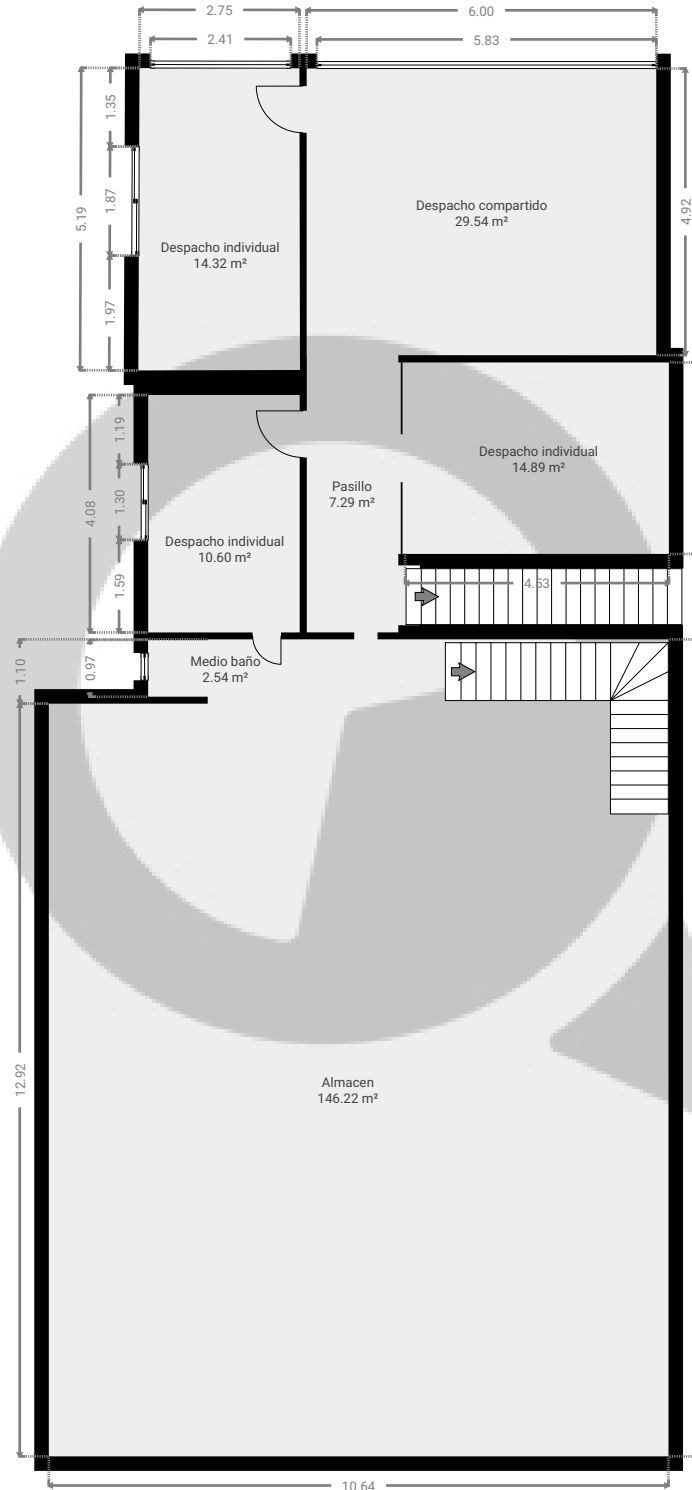 2.75
6.00
2.41
5.83
1.35
1.87
5.19
4.92
Despacho compartido
29.54 m²
Despacho individual
14.32 m²
1.97
1.19
Despacho individual
14.89 m²
Pasillo
7.29 m²
4.08
1.30
Despacho individual
10.60 m²
1.59
4.53
1.10
0.97
Medio baño
2.54 m²
12.92
Almacen
146.22 m²
10.64